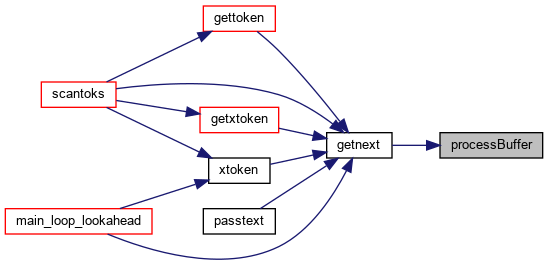 gettoken
scantoks
getxtoken
getnext
processBuffer
xtoken
main_loop_lookahead
passtext